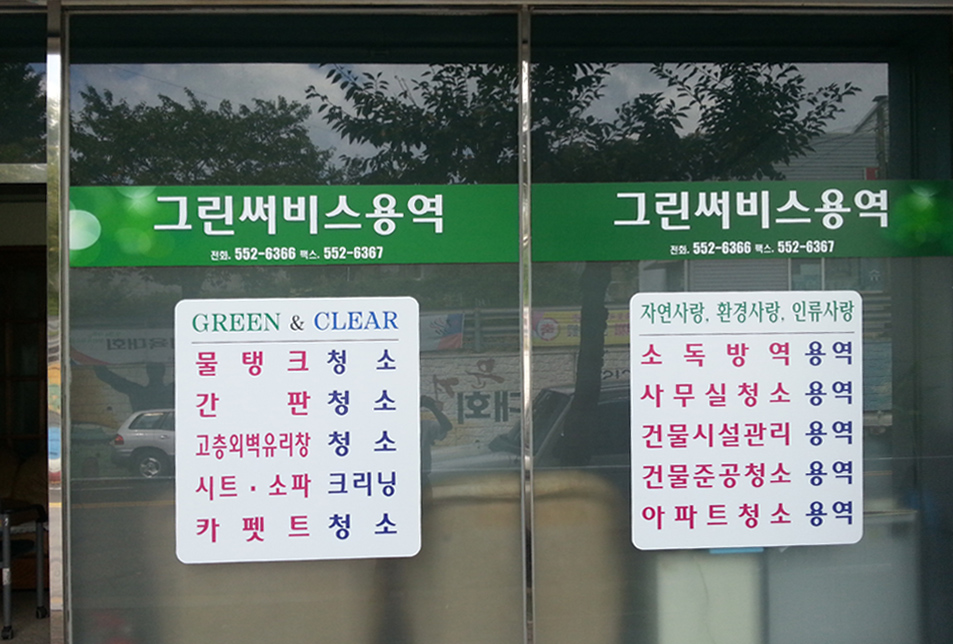 그린써비스용역
전화. 552-6366 팩스. 552-6367
GREEN & CLEAR
물탱크 청소
간판 청소
고층외벽유리창 청소
시트 · 소파 크리닝
카펫트 청소
그린써비스용역
전화. 552-6366 팩스. 552-6367
자연사랑, 환경사랑, 인류사랑
소독방역 용역
사무실청소 용역
건물시설관리 용역
건물준공청소 용역
아파트청소 용역